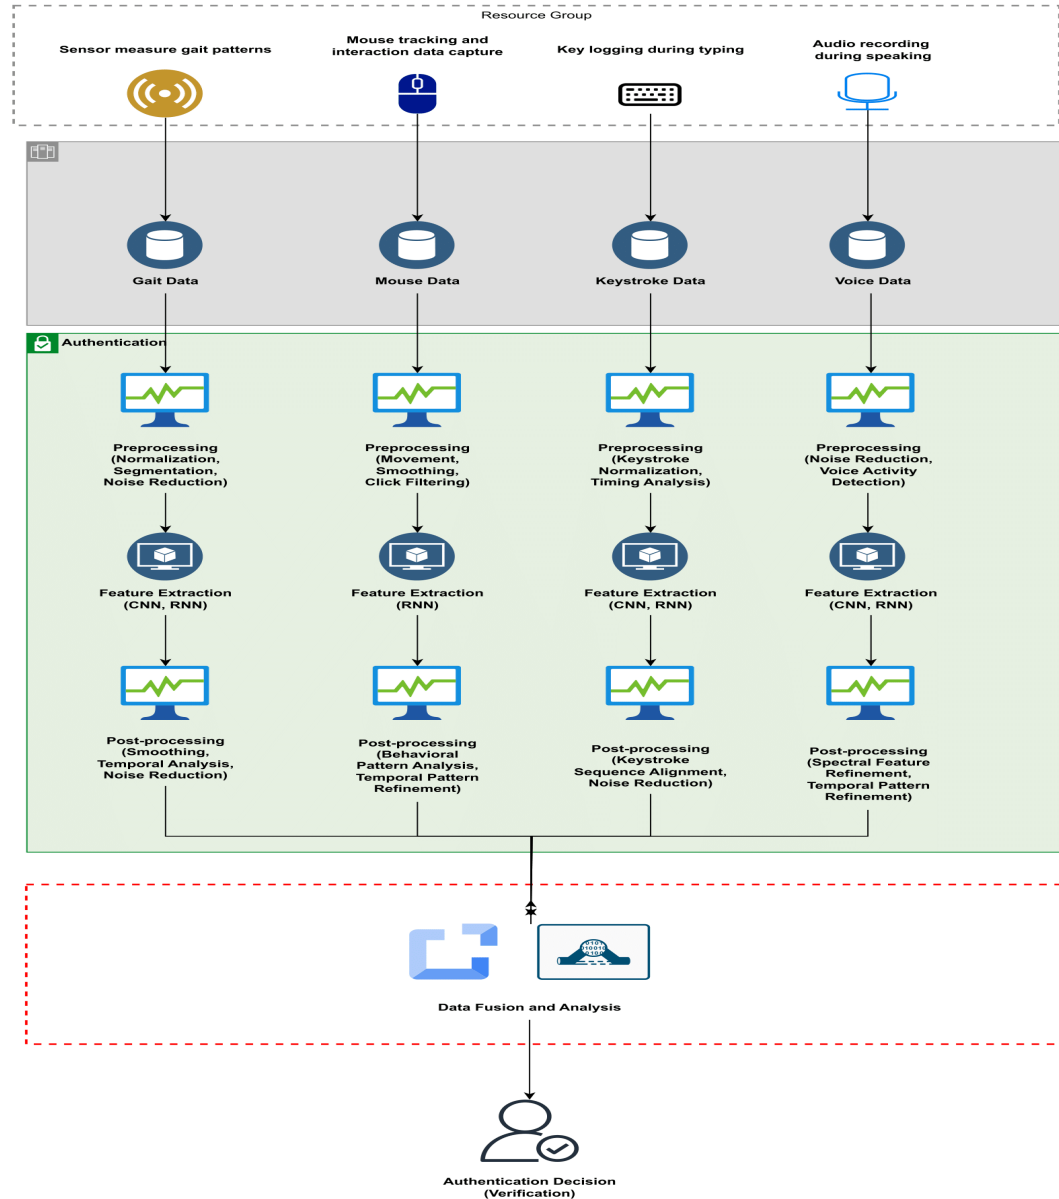 Resource Group
Sensor measure gait patterns
Mouse tracking and
interaction data capture
Key logging during typing
Audio recording
during speaking
Gait Data
Mouse Data
Keystroke Data
Voice Data
Authentication
Preprocessing
(Normalization,
Segmentation,
Noise Reduction)
Preprocessing
(Movement,
Smoothing,
Click Filtering)
Preprocessing
(Keystroke
Normalization,
Timing Analysis)
Preprocessing
(Noise Reduction,
Voice Activity
Detection)
Feature Extraction
(CNN, RNN)
Feature Extraction
(RNN)
Feature Extraction
(CNN, RNN)
Feature Extraction
(CNN, RNN)
Post-processing
(Smoothing,
Temporal Analysis,
Noise Reduction)
Post-processing
(Behavioral
Pattern Analysis,
Temporal Pattern
Refinement)
Post-processing
(Keystroke
Sequence Alignment,
Noise Reduction)
Post-processing
(Spectral Feature
Refinement,
Temporal Pattern
Refinement)
Data Fusion and Analysis
Authentication Decision
(Verification)